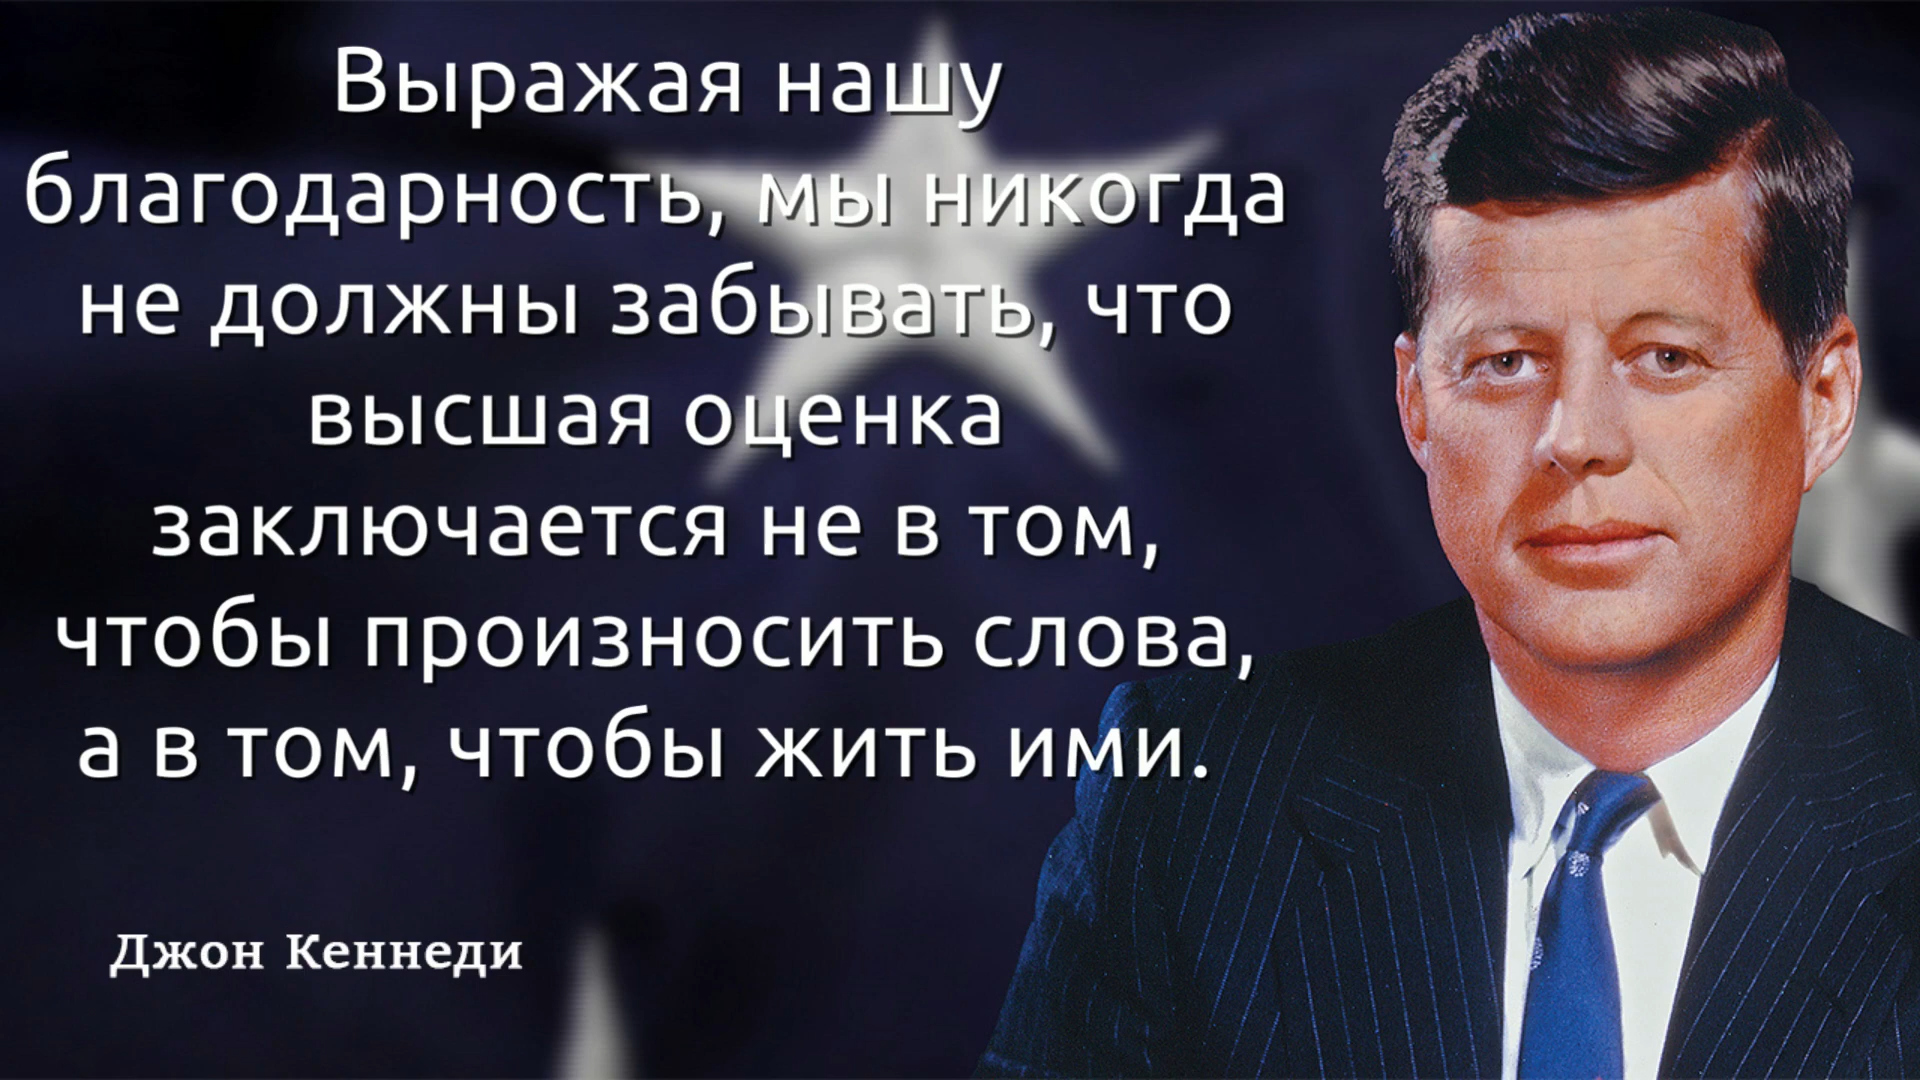 Выражая нашу
благодарность, мы никогда
не должны забывать, что
высшая оценка
заключается не в том,
чтобы произносить слова,
а в том, чтобы жить ими.
Джон Кеннеди